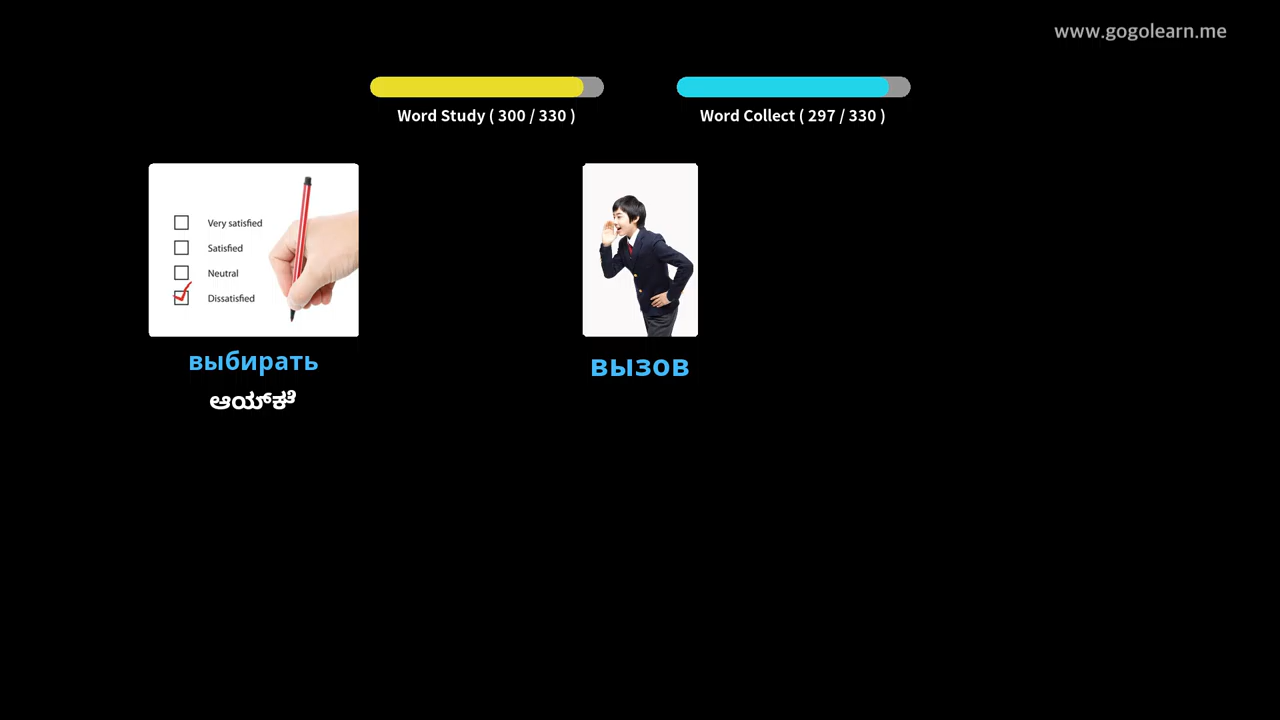 www.gogolearn.me
Word Study ( 300 / 330 )
Word Collect ( 297 / 330 )
Very satisfied
Satisfied
Neutral
Dissatisfied
выбирать
вызов
ಆಯ್ಕೆ